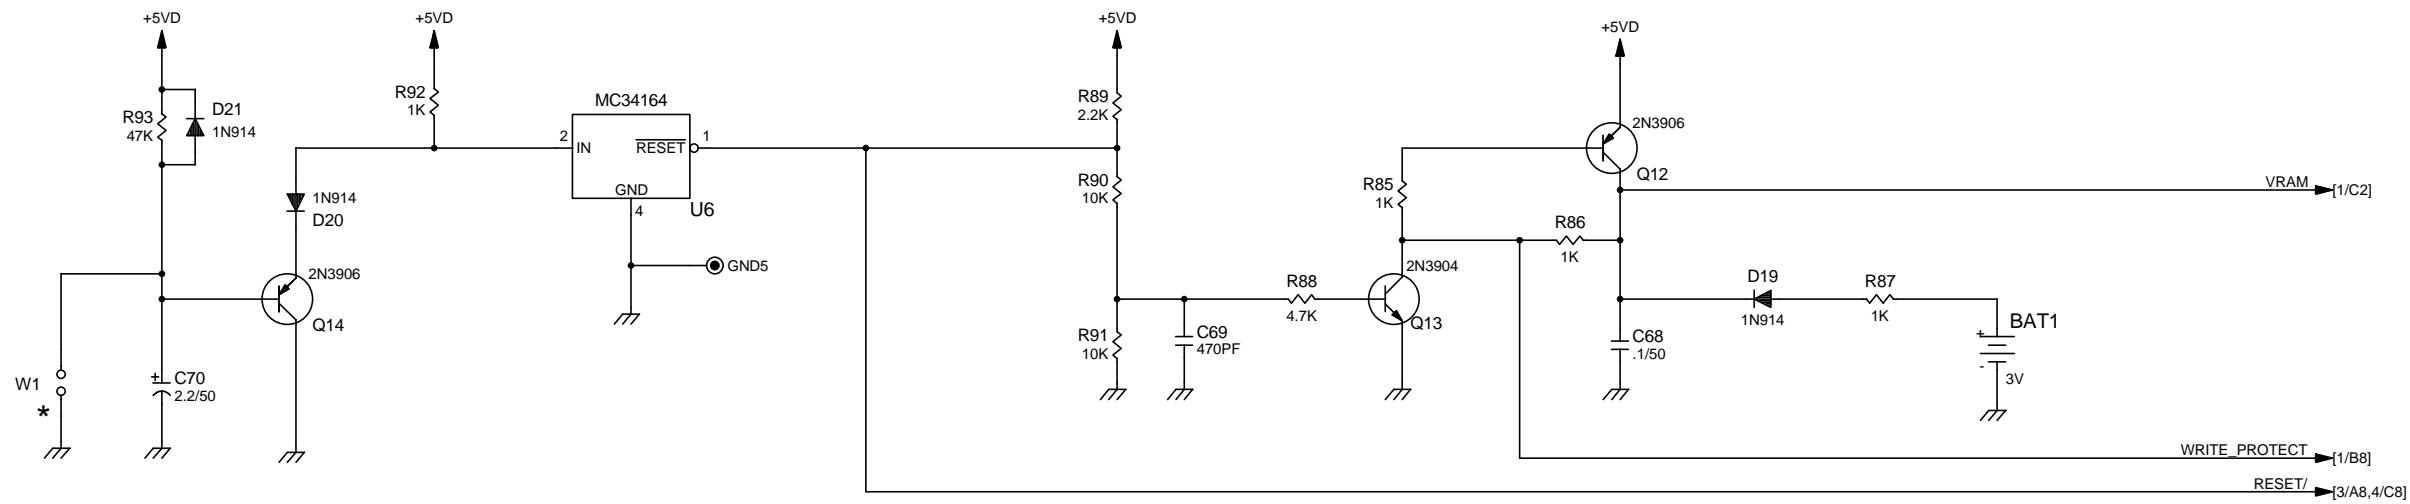 +5VD
+5VD
+5VD
+5VD
R93
47K
D21
1N914
R92
1K
MC34164
2
IN
RESET
1
GND
4
U6
GND5
1N914
D20
2N3906
Q14
W1
*
+
C70
2.2/50
R89
2.2K
R90
10K
R91
10K
C69
470PF
R88
4.7K
2N3904
Q13
R85
1K
2N3906
Q12
R86
1K
D19
1N914
R87
1K
C68
.1/50
BAT1
+
-
3V
VRAM
[1/C2]
WRITE_PROTECT
[1/B8]
RESET/
[3/A8,4/C8]